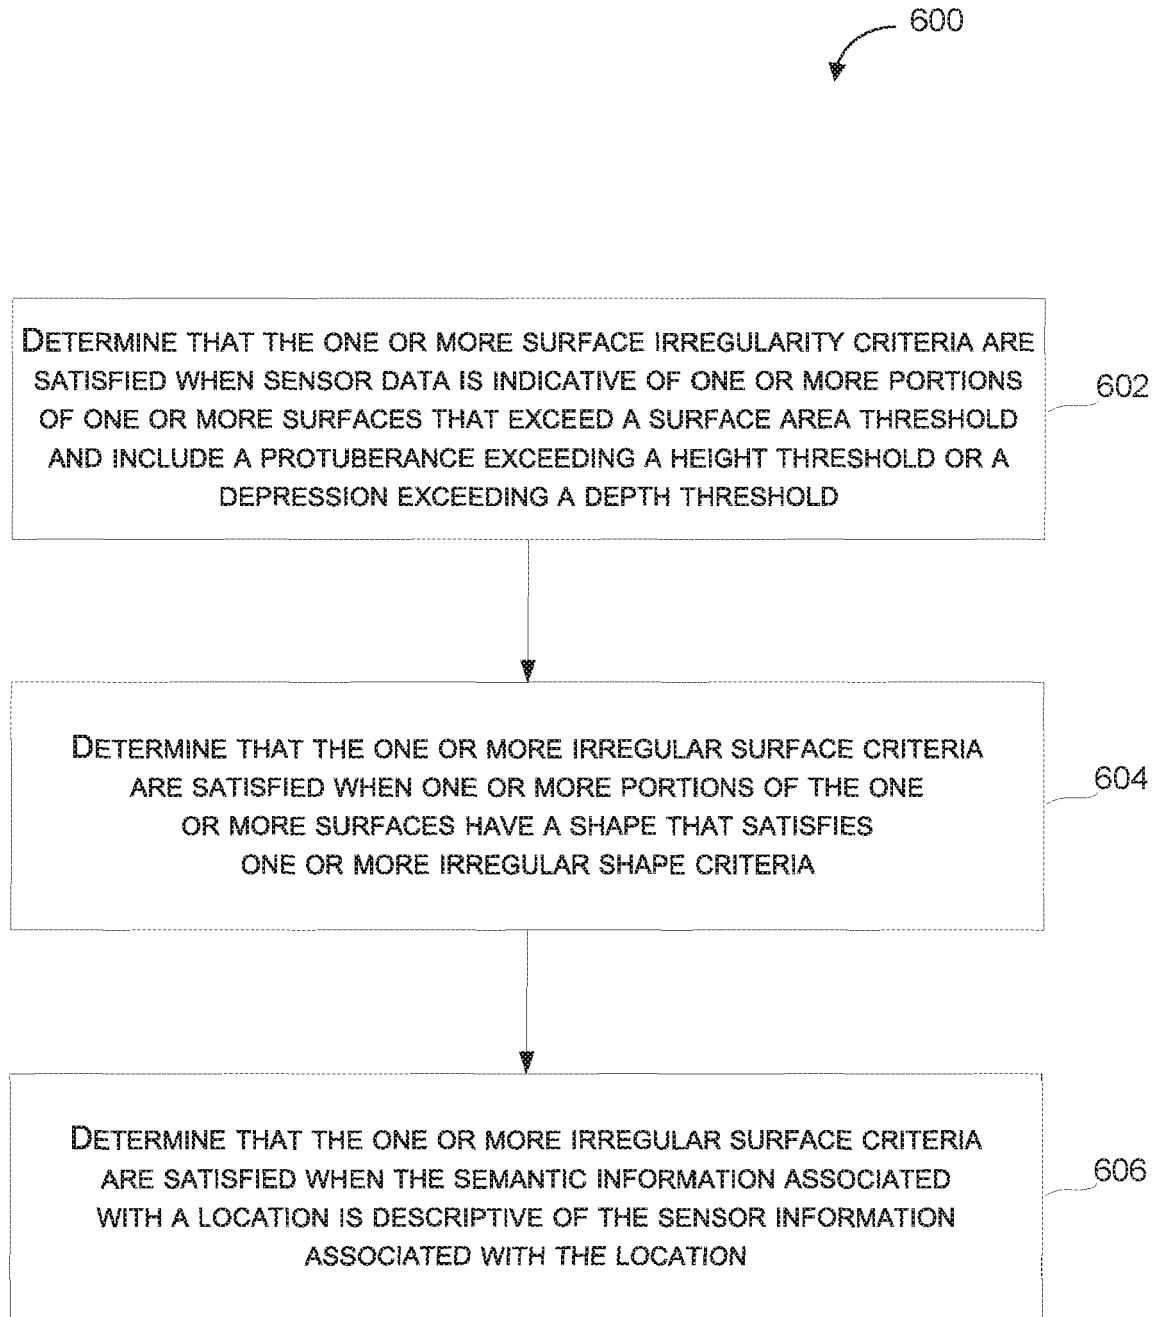 600
DETERMINE THAT THE ONE OR MORE SURFACE IRREGULARITY CRITERIA ARE
SATISFIED WHEN SENSOR DATA IS INDICATIVE OF ONE OR MORE PORTIONS
OF ONE OR MORE SURFACES THAT EXCEED A SURFACE AREA THRESHOLD
AND INCLUDE A PROTUBERANCE EXCEEDING A HEIGHT THRESHOLD OR A
DEPRESSION EXCEEDING A DEPTH THRESHOLD
602
DETERMINE THAT THE ONE OR MORE IRREGULAR SURFACE CRITERIA
ARE SATISFIED WHEN ONE OR MORE PORTIONS OF THE ONE
OR MORE SURFACES HAVE A SHAPE THAT SATISFIES
ONE OR MORE IRREGULAR SHAPE CRITERIA
604
DETERMINE THAT THE ONE OR MORE IRREGULAR SURFACE CRITERIA
ARE SATISFIED WHEN THE SEMANTIC INFORMATION ASSOCIATED
WITH A LOCATION IS DESCRIPTIVE OF THE SENSOR INFORMATION
ASSOCIATED WITH THE LOCATION
606